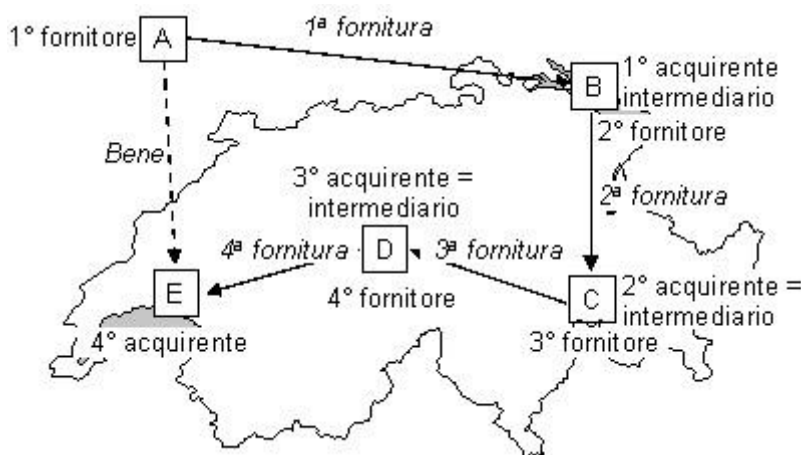 1° fornitore
A
1ª fornitura
B
1° acquirente
intermediario
2° fornitore
Bene
3° acquirente =
intermediario
2ª fornitura
4ª fornitura
D
3ª fornitura
E
4° fornitore
C
2° acquirente =
intermediario
4° acquirente
3° fornitore